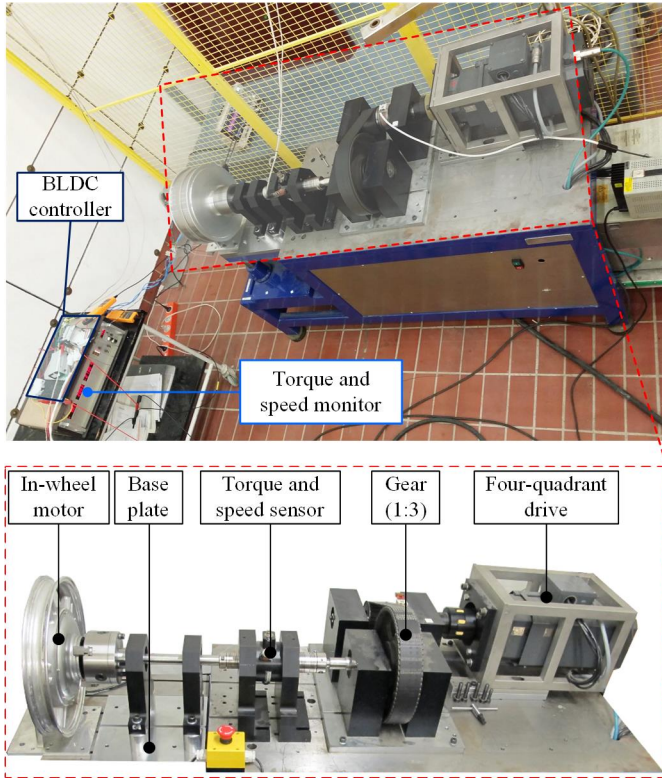 BLDC
controller
Torque and
speed monitor
In-wheel
motor
Base
plate
Torque and
speed sensor
Gear
(1:3)
Four-quadrant
drive